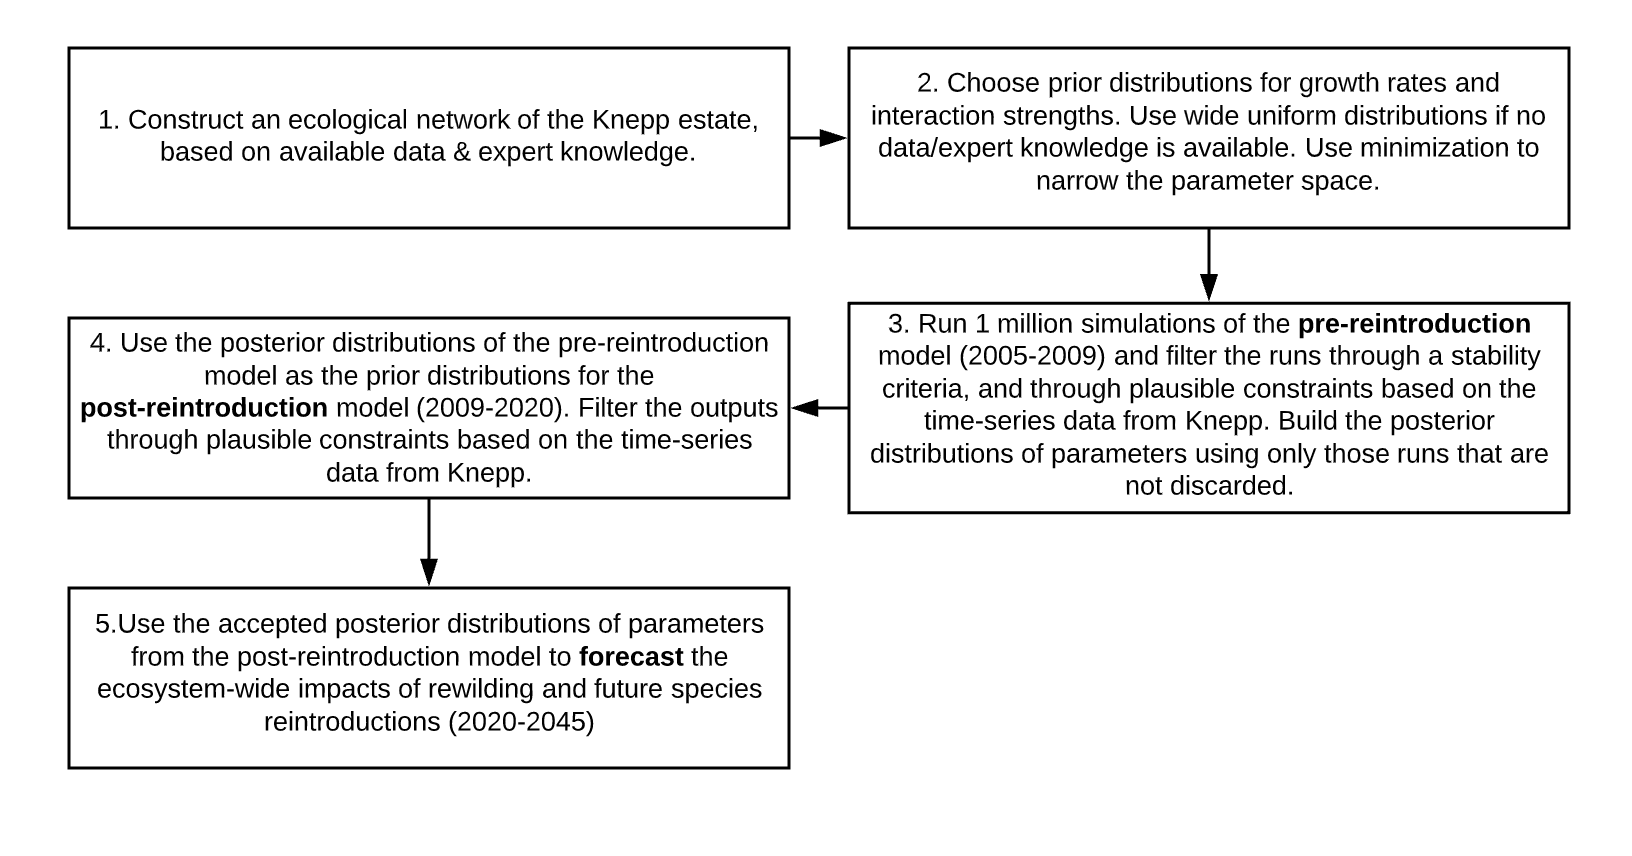 1. Construct an ecological network of the Knepp estate,
based on available data & expert knowledge.
2. Choose prior distributions for growth rates and
interaction strengths. Use wide uniform distributions if no
data/expert knowledge is available. Use minimization to
narrow the parameter space.
3. Run 1 million simulations of the pre-reintroduction
model (2005-2009) and filter the runs through a stability
criteria, and through plausible constraints based on the
time-series data from Knepp. Build the posterior
distributions of parameters using only those runs that are
not discarded.
4. Use the posterior distributions of the pre-reintroduction
model as the prior distributions for the
post-reintroduction model (2009-2020). Filter the outputs
through plausible constraints based on the time-series
data from Knepp.
5.Use the accepted posterior distributions of parameters
from the post-reintroduction model to forecast the
ecosystem-wide impacts of rewilding and future species
reintroductions (2020-2045)